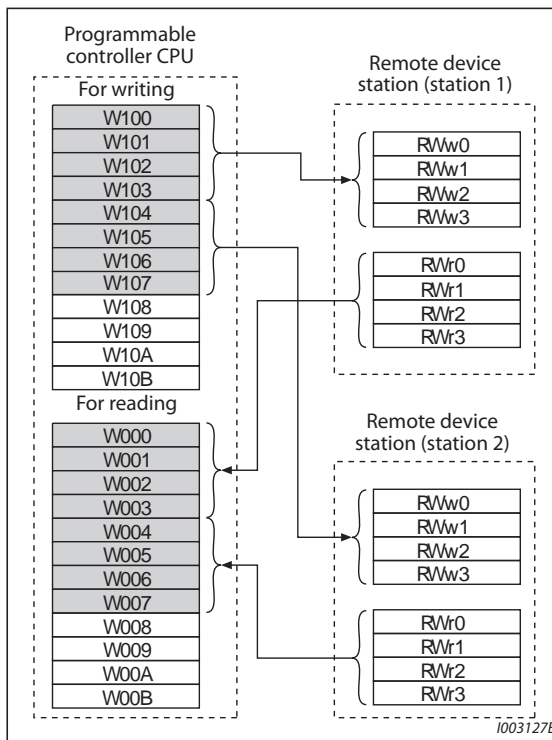 Programmable
controller CPU
For writing
W100
W101
W102
W103
W104
W105
W106
W107
W108
W109
W10A
W10B
For reading
W000
W001
W002
W003
W004
W005
W006
W007
W008
W009
W00A
W00B
Remote device
station (station 1)
RWw0
RWw1
RWw2
RWw3
RWr0
RWr1
RWr2
RWr3
Remote device
station (station 2)
RWw0
RWw1
RWw2
RWw3
RWr0
RWr1
RWr2
RWr3
I003127E